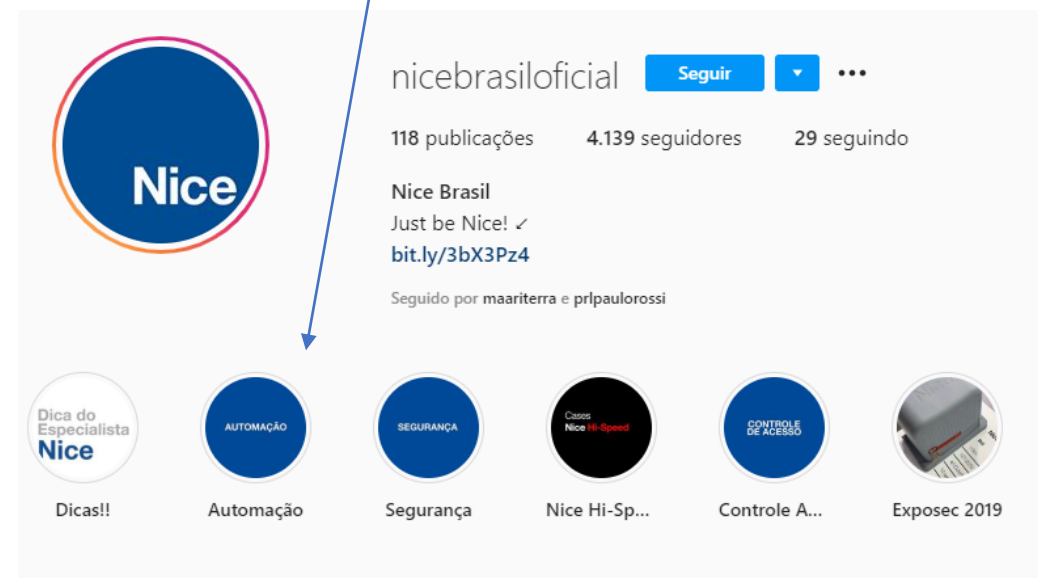 Nice
nicebrasiloficial Seguir
118 publicações 4.139 seguidores 29 seguindo
Nice Brasil
Just be Nice! ↙
bit.ly/3bX3Pz4
Seguido por maariterra e prlpaulorossi
Dica do
Especialista
Nice
AUTOMAÇÃO
SEGURANÇA
Cases
Nice Hi-Speed
CONTROLE
DE ACESSO
Dicas!! Automação Segurança Nice Hi-Sp... Controle A... Exposec 2019